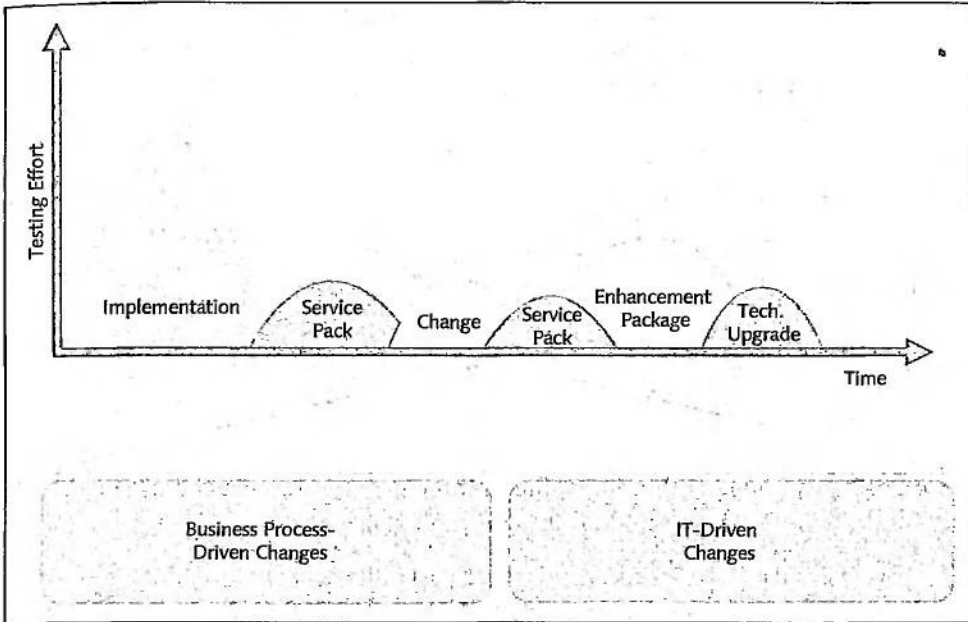 Testing Effort
Implementation
Service
Pack
Change
Service
Pack
Enhancement
Package
Tech.
Upgrade
Time
Business Process-
Driven Changes
IT-Driven
Changes